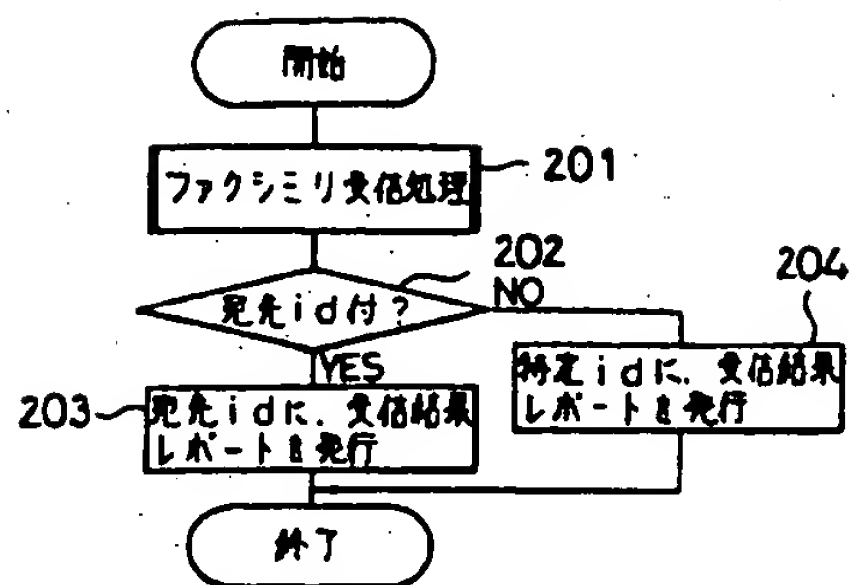 開始
ファクシミリ受信処理
201
202
宛先id付?
NO
204
YES
203
宛先idに、受信結果
レポートを発行
特定idに、受信結果
レポートを発行
終了